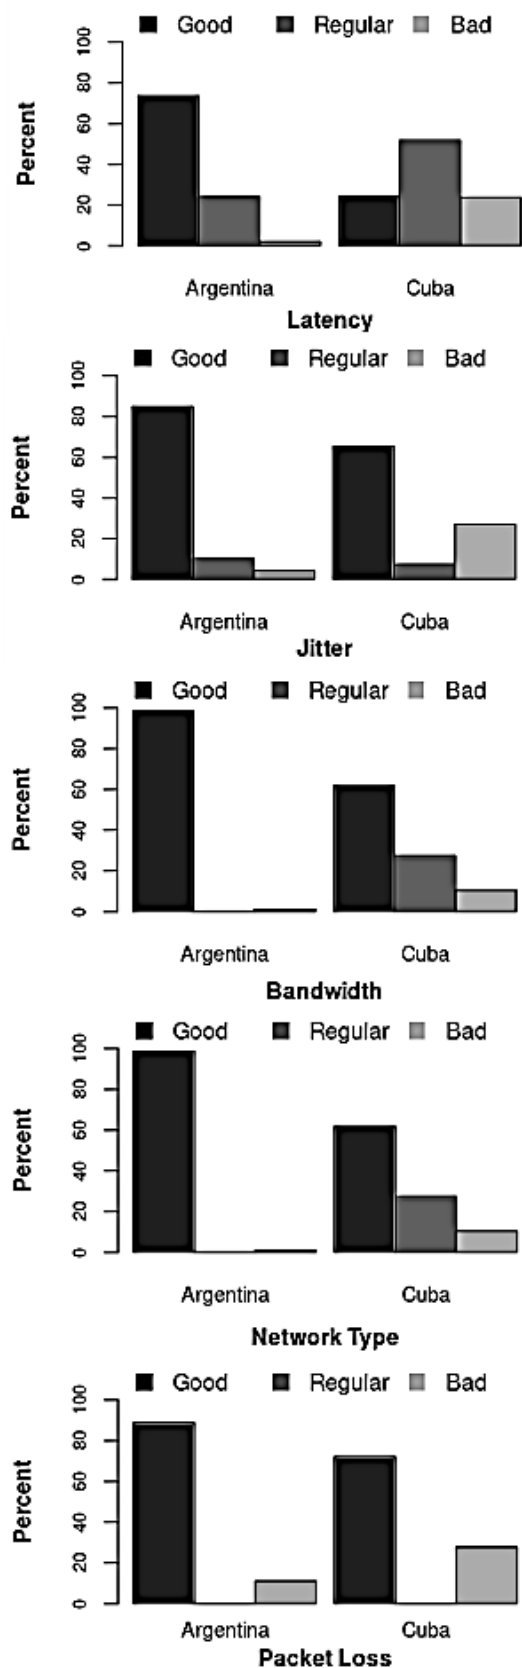 Good Regular Bad
Percent
0 20 40 60 80 100
Argentina Cuba
Latency
Good Regular Bad
Percent
0 20 40 60 80 100
Argentina Cuba
Jitter
Good Regular Bad
Percent
0 20 40 60 80 100
Argentina Cuba
Bandwidth
Good Regular Bad
Percent
0 20 40 60 80 100
Argentina Cuba
Network Type
Good Regular Bad
Percent
0 20 40 60 80 100
Argentina Cuba
Packet Loss